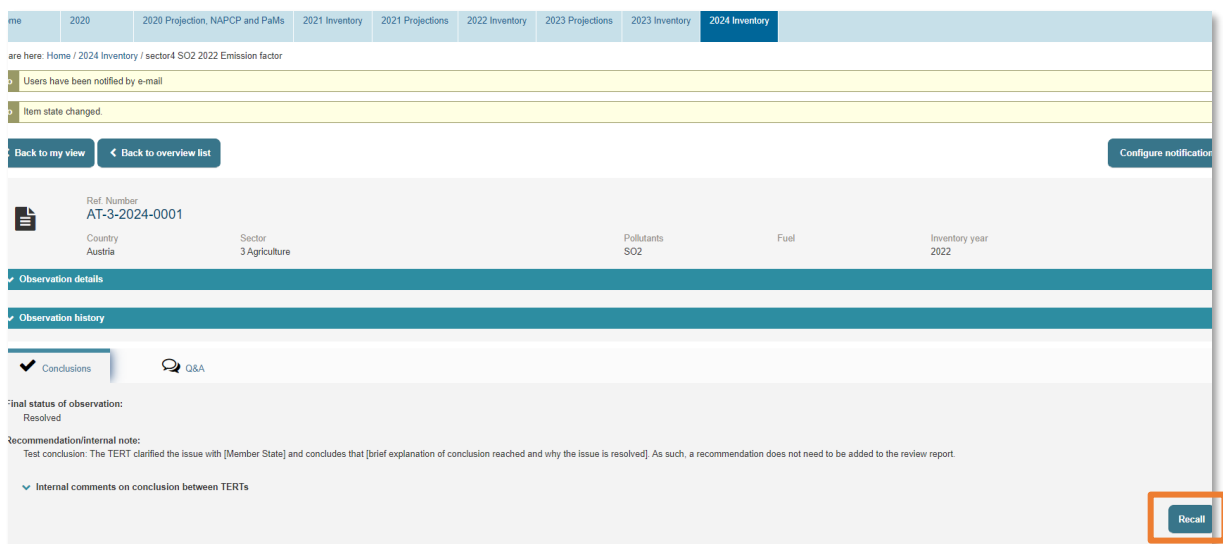 me 2020 2020 Projection, NAPCP and PaMs 2021 Inventory 2021 Projections 2022 Inventory 2023 Projections 2023 Inventory 2024 Inventory
are here: Home / 2024 Inventory / sector4 SO2 2022 Emission factor
o Users have been notified by e-mail
o Item state changed.
Back to my view Back to overview list Configure notification
Ref. Number
AT-3-2024-0001
Country Sector Pollutants Fuel Inventory year
Austria 3 Agriculture SO2 2022
Observation details
Observation history
Conclusions Q&A
Final status of observation:
Resolved
Recommendation/internal note:
Test conclusion: The TERT clarified the issue with [Member State] and concludes that [brief explanation of conclusion reached and why the issue is resolved]. As such, a recommendation does not need to be added to the review report.
Internal comments on conclusion between TERTs
Recall